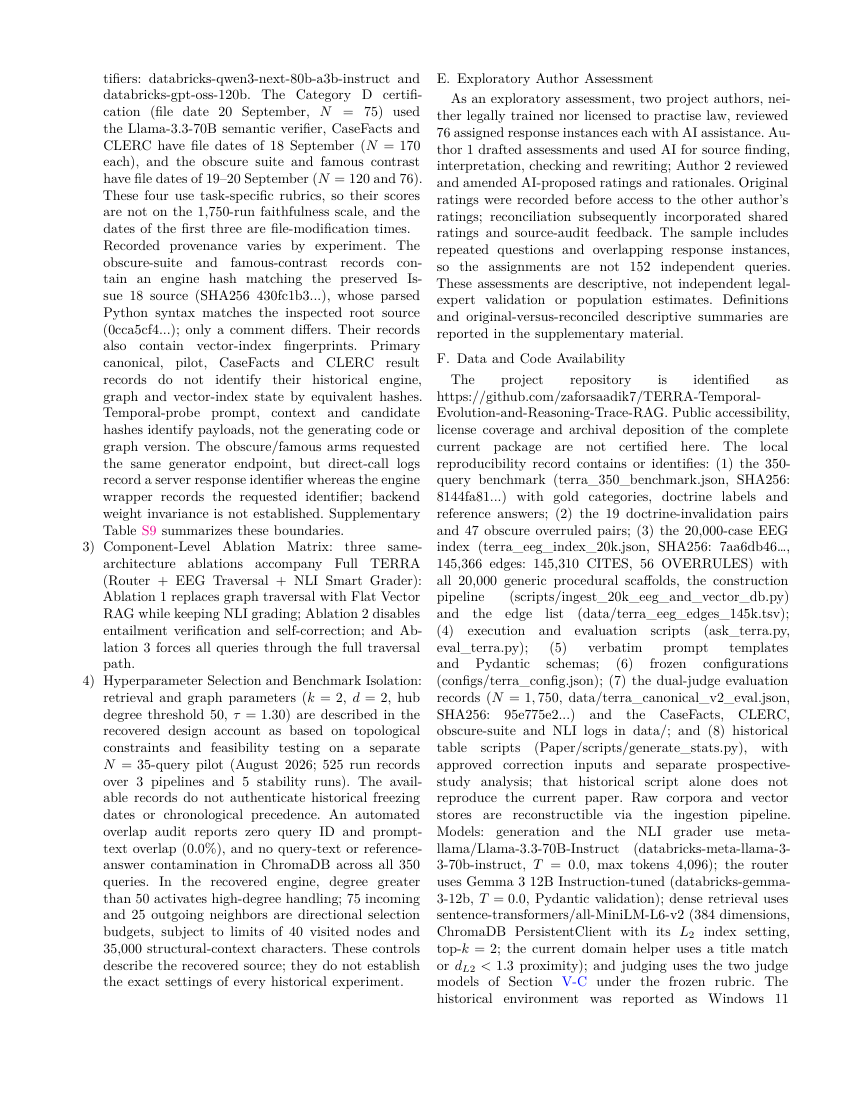 tifiers: databricks-qwen3-next-80b-a3b-instruct and
databricks-gpt-oss-120b. The Category D certifi-
cation (file date 20 September, N = 75) used
the Llama-3.3-70B semantic verifier, CaseFacts and
CLERC have file dates of 18 September (N = 170
each), and the obscure suite and famous contrast
have file dates of 19–20 September (N = 120 and 76).
These four use task-specific rubrics, so their scores
are not on the 1,750-run faithfulness scale, and the
dates of the first three are file-modification times.
Recorded provenance varies by experiment. The
obscure-suite and famous-contrast records con-
tain an engine hash matching the preserved Is-
sue 18 source (SHA256 430fc1b3...), whose parsed
Python syntax matches the inspected root source
(0cca5cf4...); only a comment differs. Their records
also contain vector-index fingerprints. Primary
canonical, pilot, CaseFacts and CLERC result
records do not identify their historical engine,
graph and vector-index state by equivalent hashes.
Temporal-probe prompt, context and candidate
hashes identify payloads, not the generating code or
graph version. The obscure/famous arms requested
the same generator endpoint, but direct-call logs
record a server response identifier whereas the engine
wrapper records the requested identifier; backend
weight invariance is not established. Supplementary
Table S9 summarizes these boundaries.
3) Component-Level Ablation Matrix: three same-
architecture ablations accompany Full TERRA
(Router + EEG Traversal + NLI Smart Grader):
Ablation 1 replaces graph traversal with Flat Vector
RAG while keeping NLI grading; Ablation 2 disables
entailment verification and self-correction; and Ab-
lation 3 forces all queries through the full traversal
path.
4) Hyperparameter Selection and Benchmark Isolation:
retrieval and graph parameters (k = 2, d = 2, hub
degree threshold 50, τ = 1.30) are described in the
recovered design account as based on topological
constraints and feasibility testing on a separate
N = 35-query pilot (August 2026; 525 run records
over 3 pipelines and 5 stability runs). The avail-
able records do not authenticate historical freezing
dates or chronological precedence. An automated
overlap audit reports zero query ID and prompt-
text overlap (0.0%), and no query-text or reference-
answer contamination in ChromaDB across all 350
queries. In the recovered engine, degree greater
than 50 activates high-degree handling; 75 incoming
and 25 outgoing neighbors are directional selection
budgets, subject to limits of 40 visited nodes and
35,000 structural-context characters. These controls
describe the recovered source; they do not establish
the exact settings of every historical experiment.
E. Exploratory Author Assessment
As an exploratory assessment, two project authors, nei-
ther legally trained nor licensed to practise law, reviewed
76 assigned response instances each with AI assistance. Au-
thor 1 drafted assessments and used AI for source finding,
interpretation, checking and rewriting; Author 2 reviewed
and amended AI-proposed ratings and rationales. Original
ratings were recorded before access to the other author's
ratings; reconciliation subsequently incorporated shared
ratings and source-audit feedback. The sample includes
repeated questions and overlapping response instances,
so the assignments are not 152 independent queries.
These assessments are descriptive, not independent legal-
expert validation or population estimates. Definitions
and original-versus-reconciled descriptive summaries are
reported in the supplementary material.
F. Data and Code Availability
The project repository is identified as
https://github.com/zaforsaadik7/TERRA-Temporal-
Evolution-and-Reasoning-Trace-RAG. Public accessibility,
license coverage and archival deposition of the complete
current package are not certified here. The local
reproducibility record contains or identifies: (1) the 350-
query benchmark (terra_350_benchmark.json, SHA256:
8144fa81...) with gold categories, doctrine labels and
reference answers; (2) the 19 doctrine-invalidation pairs
and 47 obscure overruled pairs; (3) the 20,000-case EEG
index (terra_eeg_index_20k.json, SHA256: 7aa6db46...,
145,366 edges: 145,310 CITES, 56 OVERRULES) with
all 20,000 generic procedural scaffolds, the construction
pipeline (scripts/ingest_20k_eeg_and_vector_db.py)
and the edge list (data/terra_eeg_edges_145k.tsv);
(4) execution and evaluation scripts (ask_terra.py,
eval_terra.py); (5) verbatim prompt templates
and Pydantic schemas; (6) frozen configurations
(configs/terra_config.json); (7) the dual-judge evaluation
records (N = 1,750, data/terra_canonical_v2_eval.json,
SHA256: 95e775e2...) and the CaseFacts, CLERC,
obscure-suite and NLI logs in data/; and (8) historical
table scripts (Paper/scripts/generate_stats.py), with
approved correction inputs and separate prospective-
study analysis; that historical script alone does not
reproduce the current paper. Raw corpora and vector
stores are reconstructible via the ingestion pipeline.
Models: generation and the NLI grader use meta-
llama/Llama-3.3-70B-Instruct (databricks-meta-llama-3-
3-70b-instruct, T = 0.0, max tokens 4,096); the router
uses Gemma 3 12B Instruction-tuned (databricks-gemma-
3-12b, T = 0.0, Pydantic validation); dense retrieval uses
sentence-transformers/all-MiniLM-L6-v2 (384 dimensions,
ChromaDB PersistentClient with its L2 index setting,
top-k = 2; the current domain helper uses a title match
or dL2 < 1.3 proximity); and judging uses the two judge
models of Section V-C under the frozen rubric. The
historical environment was reported as Windows 11